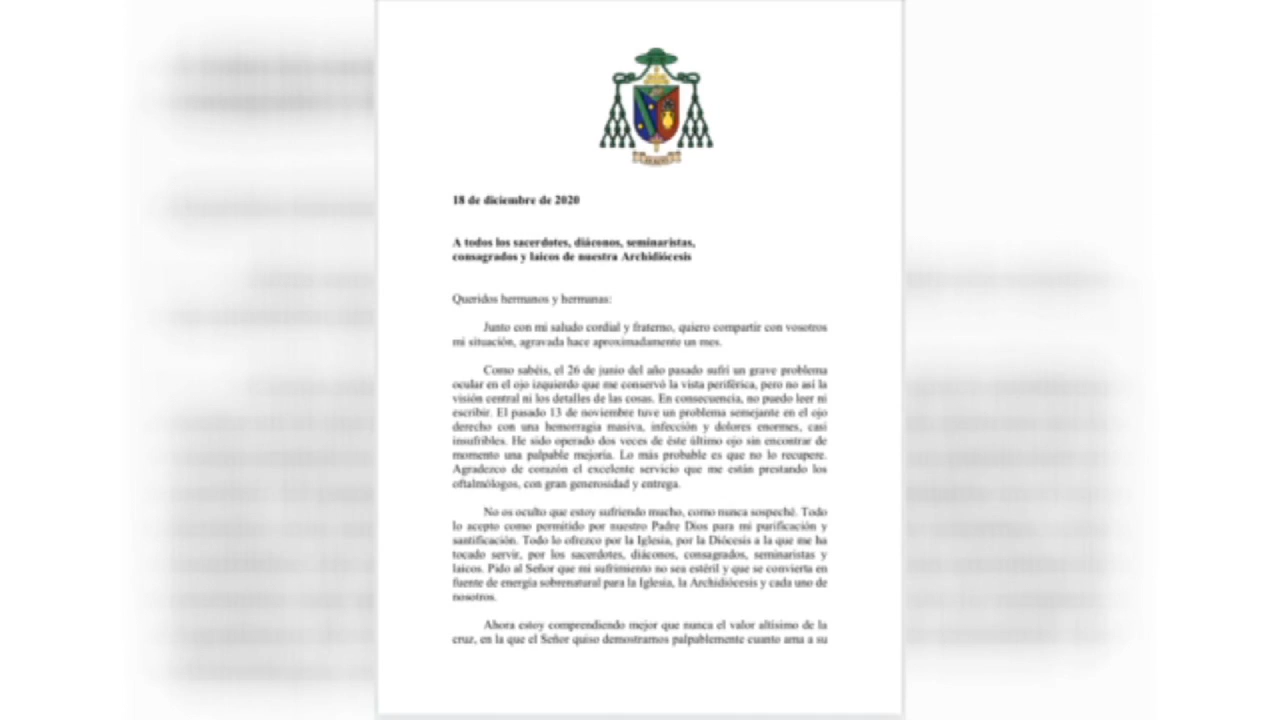 18 de diciembre de 2020
A todos los sacerdotes, diáconos, seminaristas,
consagrados y laicos de nuestra Archidiócesis
Queridos hermanos y hermanas:
Junto con mi saludo cordial y fraterno, quiero compartir con vosotros
mi situación, agravada hace aproximadamente un mes.
Como sabéis, el 26 de junio del año pasado sufrí un grave problema
ocular en el ojo izquierdo que me conservó la vista periférica, pero no así la
visión central ni los detalles de las cosas. En consecuencia, no puedo leer ni
escribir. El pasado 13 de noviembre tuve un problema semejante en el ojo
derecho con una hemorragia masiva, infección y dolores enormes, casi
insufribles. He sido operado dos veces de éste último ojo sin encontrar de
momento una palpable mejoría. Lo más probable es que no lo recupere.
Agradezco de corazón el excelente servicio que me están prestando los
oftalmólogos, con gran generosidad y entrega.
No os oculto que estoy sufriendo mucho, como nunca sospeché. Todo
lo acepto como permitido por nuestro Padre Dios para mi purificación y
santificación. Todo lo ofrezco por la Iglesia, por la Diócesis a la que me ha
tocado servir, por los sacerdotes, diáconos, consagrados, seminaristas y
laicos. Pido al Señor que mi sufrimiento no sea estéril y que se convierta en
fuente de energía sobrenatural para la Iglesia, la Archidiócesis y cada uno de
nosotros.
Ahora estoy comprendiendo mejor que nunca el valor altísimo de la
cruz, en la que el Señor quiso demostrarnos palpablemente cuanto ama a su